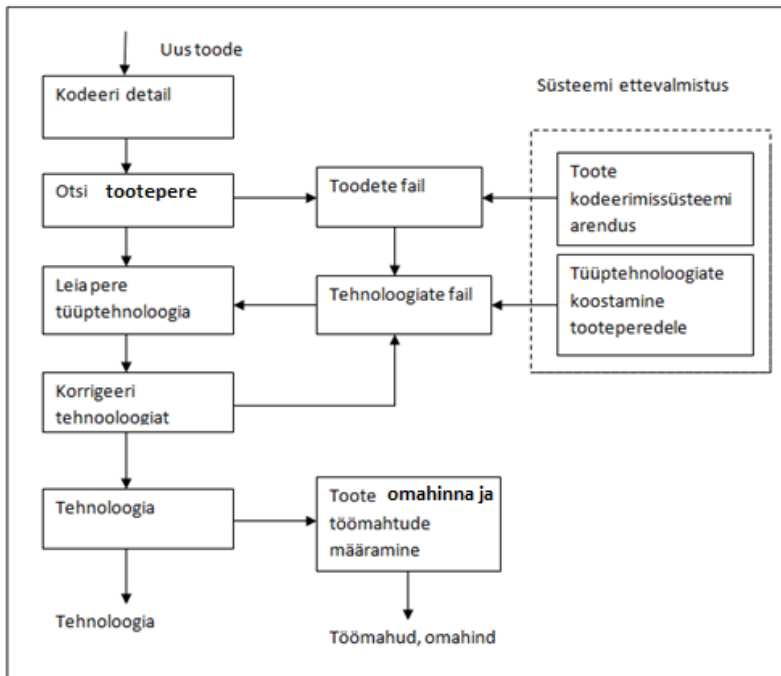 Uus toode
Kodeeri detail
Süsteemi ettevalmistus
Otsi tootepere
Toodete fail
Toote
kodeerimissüsteemi
arendus
Leia pere
tüüptehnoloogia
Tehnoloogiate fail
Tüüptehnoloogiate
koostamine
tooteperedele
Korrigeeri
tehnooloogiat
Tehnoloogia
Toote omahinna ja
töömahtude
määramine
Tehnoloogia
Töömahud, omahind